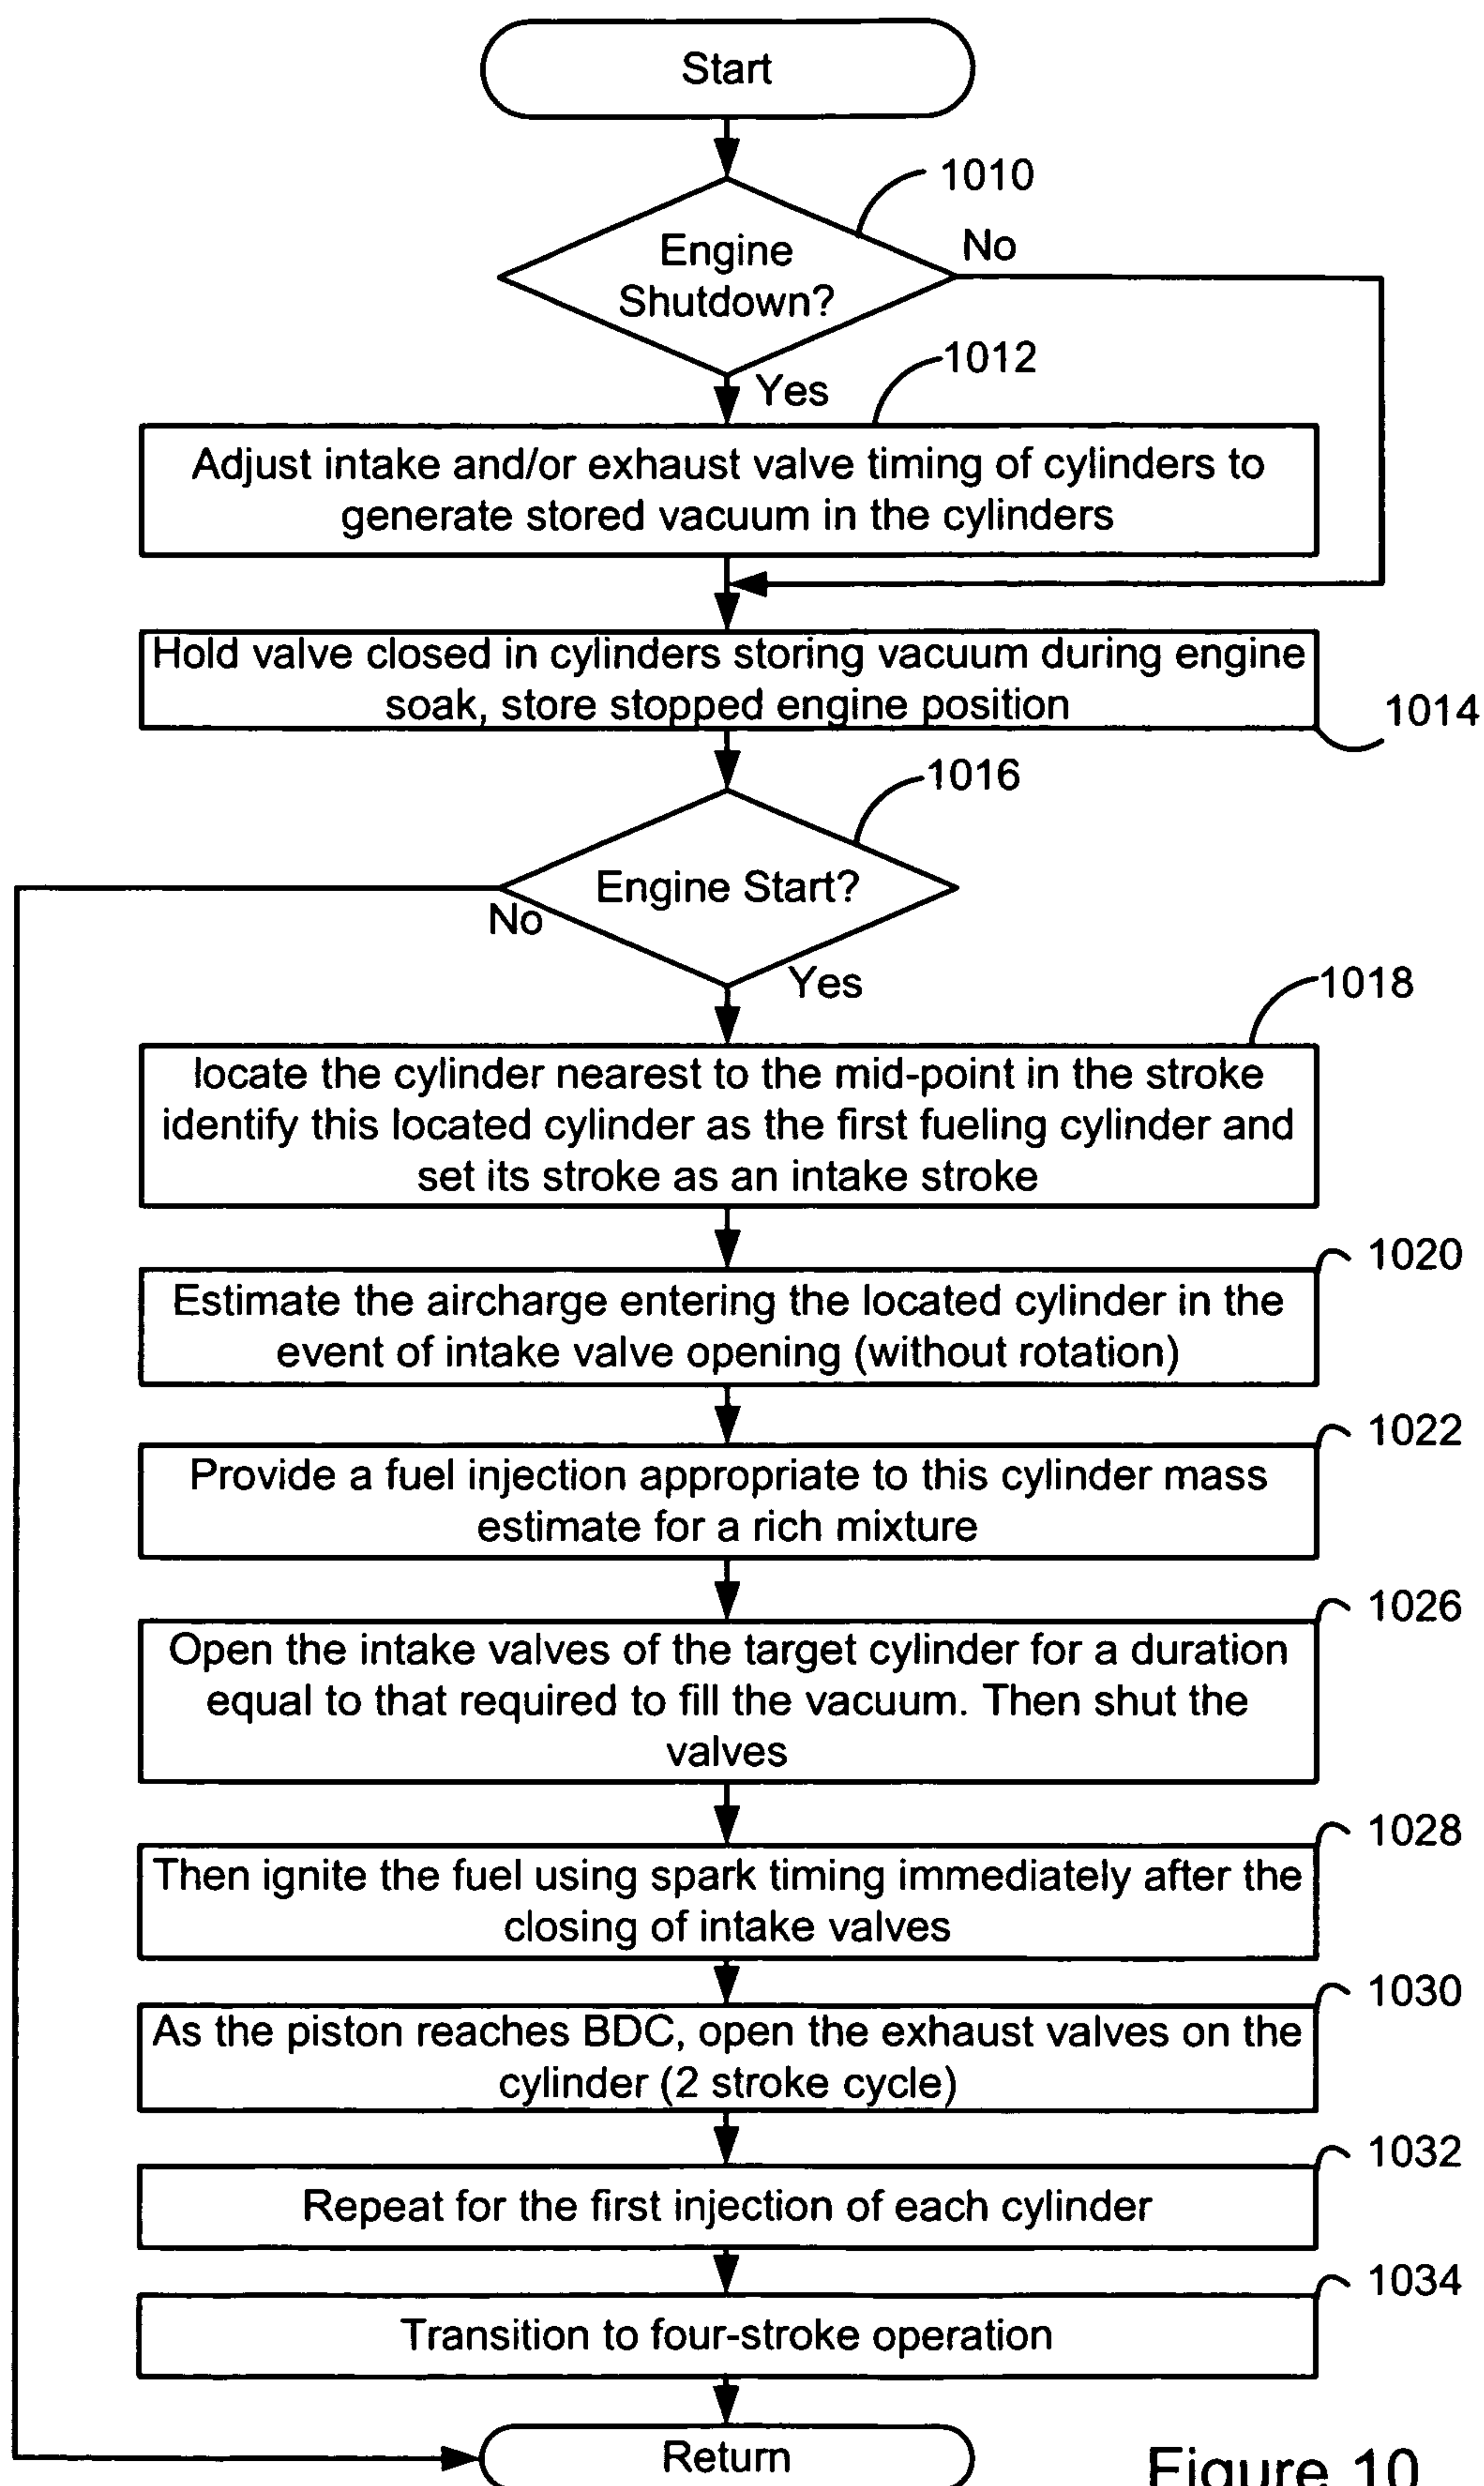 Start
1010
Engine
Shutdown?
No
1012
Yes
Adjust intake and/or exhaust valve timing of cylinders to
generate stored vacuum in the cylinders
Hold valve closed in cylinders storing vacuum during engine
soak, store stopped engine position
1014
1016
Engine Start?
No
Yes
1018
locate the cylinder nearest to the mid-point in the stroke
identify this located cylinder as the first fueling cylinder and
set its stroke as an intake stroke
1020
Estimate the aircharge entering the located cylinder in the
event of intake valve opening (without rotation)
1022
Provide a fuel injection appropriate to this cylinder mass
estimate for a rich mixture
1026
Open the intake valves of the target cylinder for a duration
equal to that required to fill the vacuum. Then shut the
valves
1028
Then ignite the fuel using spark timing immediately after the
closing of intake valves
1030
As the piston reaches BDC, open the exhaust valves on the
cylinder (2 stroke cycle)
1032
Repeat for the first injection of each cylinder
1034
Transition to four-stroke operation
Return
Figure 10